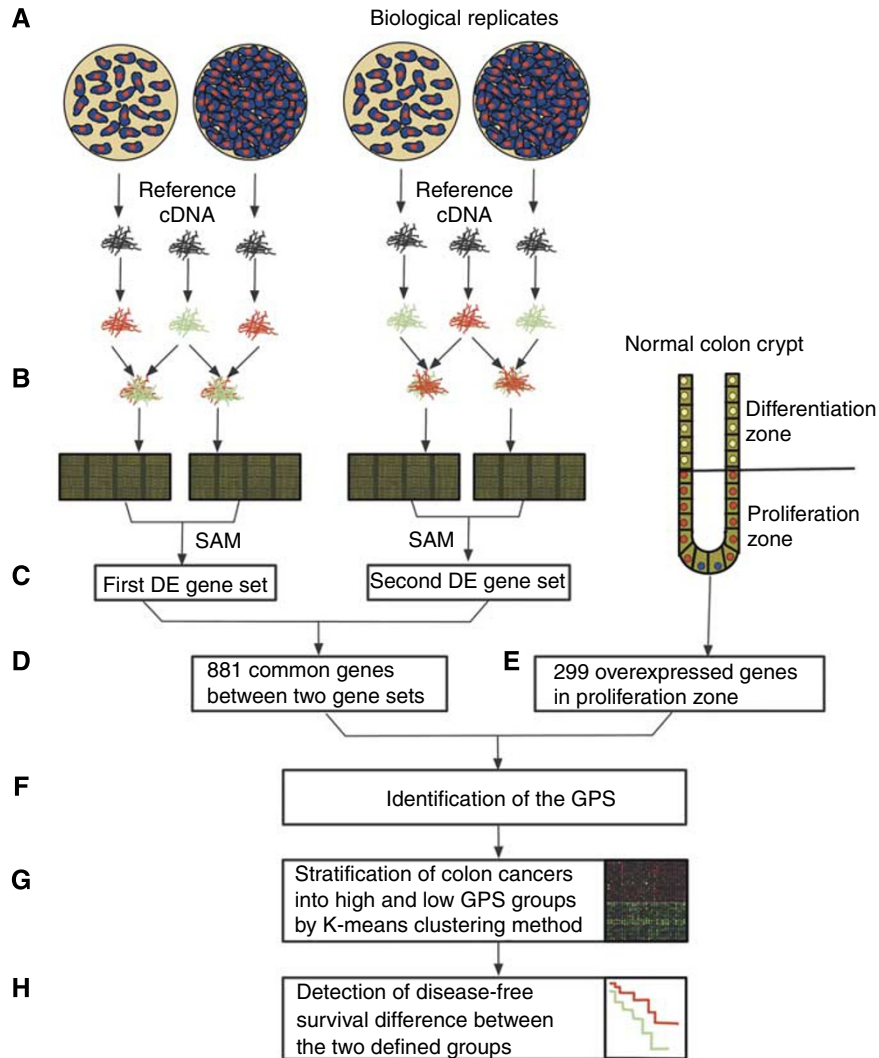 A
Biological replicates
Reference
cDNA
Reference
cDNA
B
Normal colon crypt
Differentiation
zone
Proliferation
zone
SAM
SAM
C
First DE gene set
Second DE gene set
D
881 common genes
between two gene sets
E
299 overexpressed genes
in proliferation zone
F
Identification of the GPS
G
Stratification of colon cancers
into high and low GPS groups
by K-means clustering method
H
Detection of disease-free
survival difference between
the two defined groups